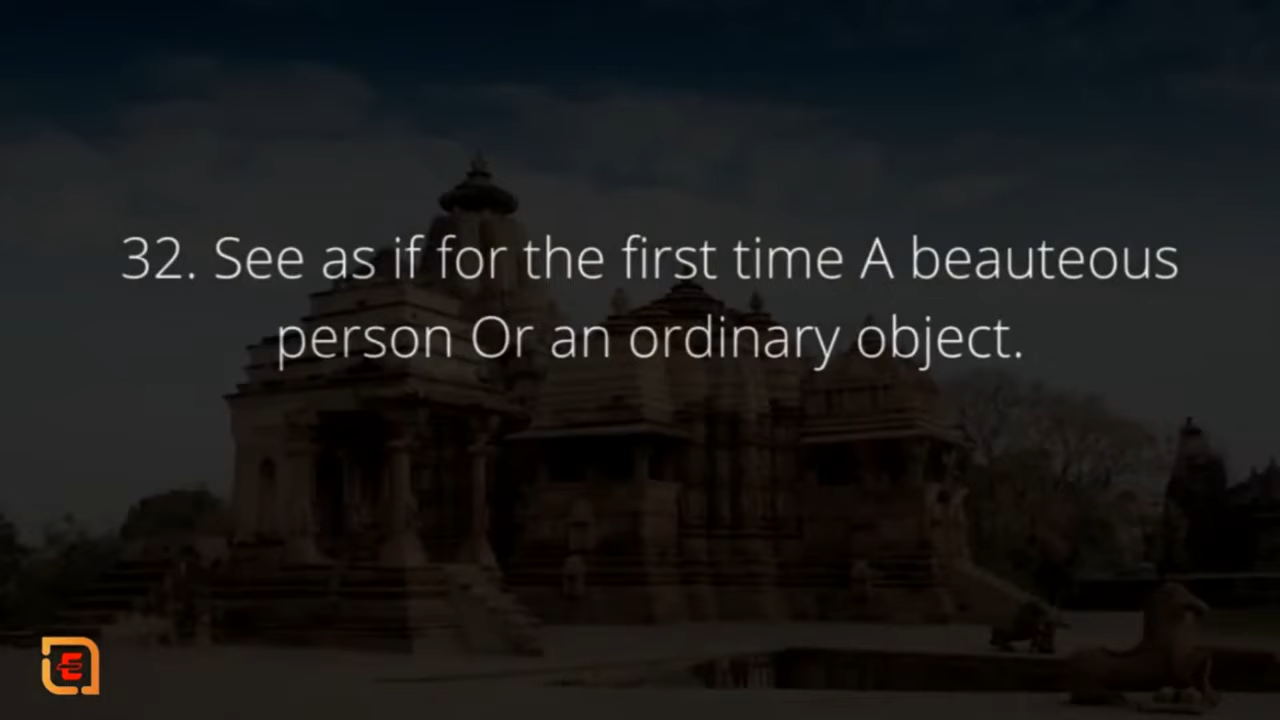 32. See as if for the first time A beauteous
person Or an ordinary object.
E